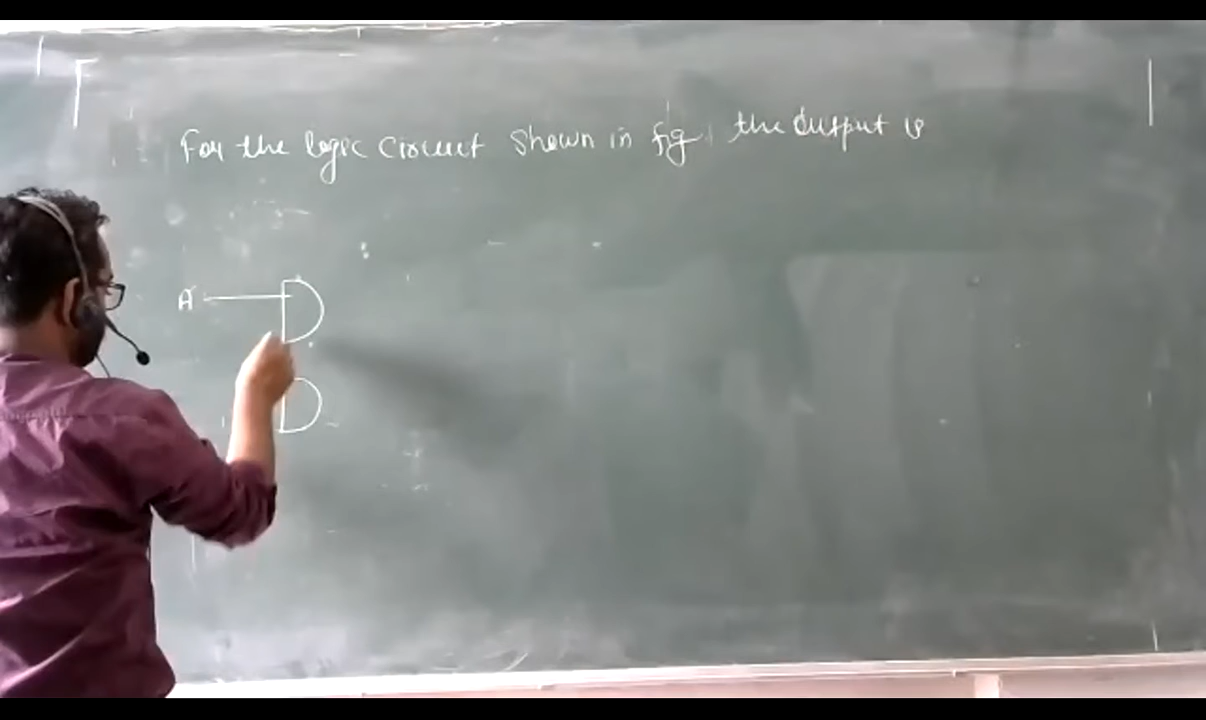 For the logic circuit shown in fig, the output is
A